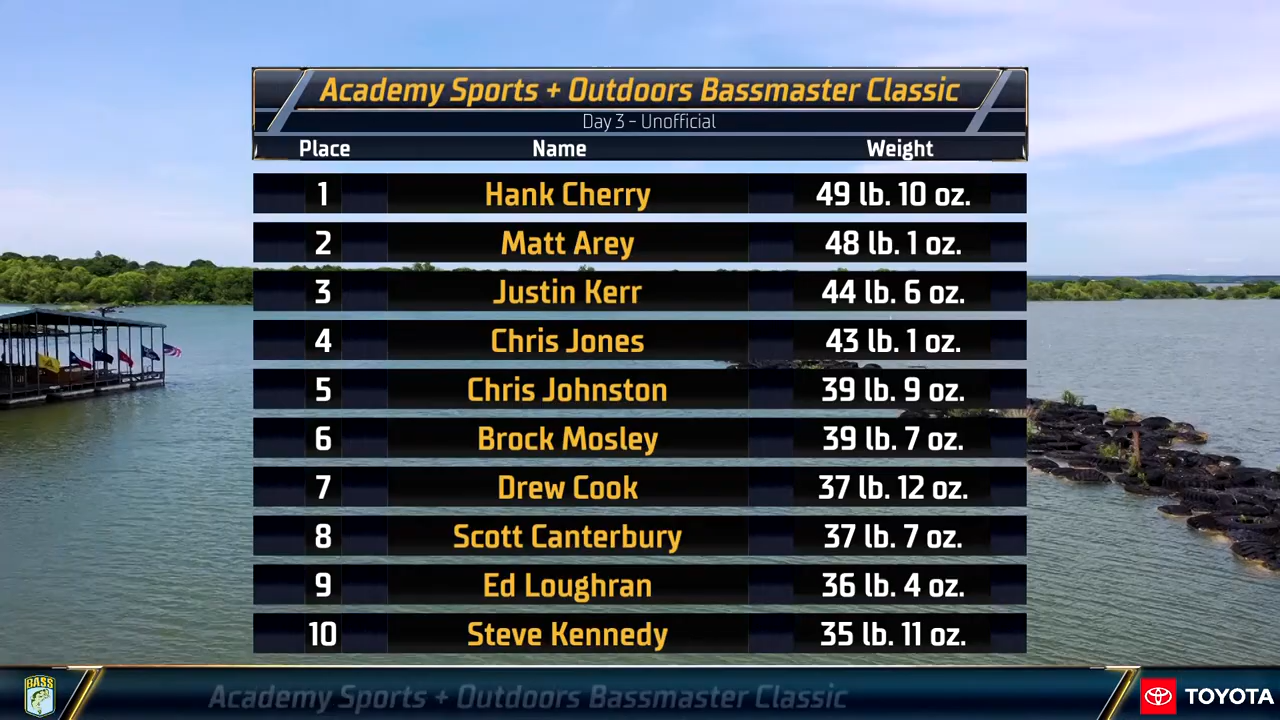 Academy Sports + Outdoors Bassmaster Classic
Day 3 - Unofficial
Place Name Weight
1 Hank Cherry 49 lb. 10 oz.
2 Matt Arey 48 lb. 1 oz.
3 Justin Kerr 44 lb. 6 oz.
4 Chris Jones 43 lb. 1 oz.
5 Chris Johnston 39 lb. 9 oz.
6 Brock Mosley 39 lb. 7 oz.
7 Drew Cook 37 lb. 12 oz.
8 Scott Canterbury 37 lb. 7 oz.
9 Ed Loughran 36 lb. 4 oz.
10 Steve Kennedy 35 lb. 11 oz.
BASS Academy Sports + Outdoors Bassmaster Classic TOYOTA